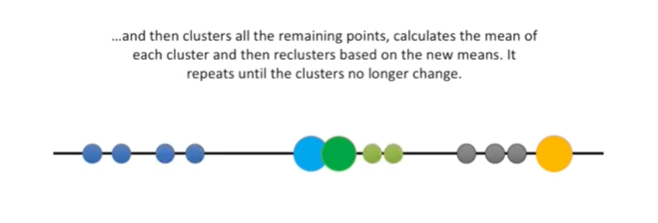 ...and then clusters all the remaining points, calculates the mean of
each cluster and then reclusters based on the new means. It
repeats until the clusters no longer change.